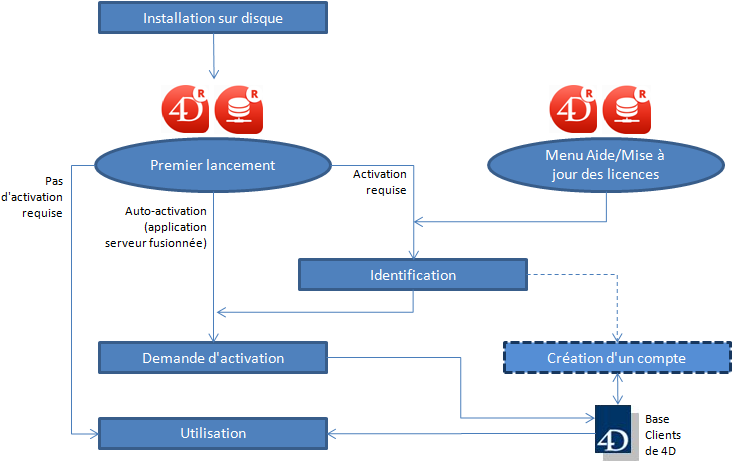 Installation sur disque
4D R
R
4D R
R
Premier lancement
Menu Aide/Mise à
jour des licences
Pas
d'activation
requise
Activation
requise
Auto-activation
(application
serveur fusionnée)
Identification
Demande d'activation
Création d'un compte
Utilisation
4D
Base
Clients
de 4D